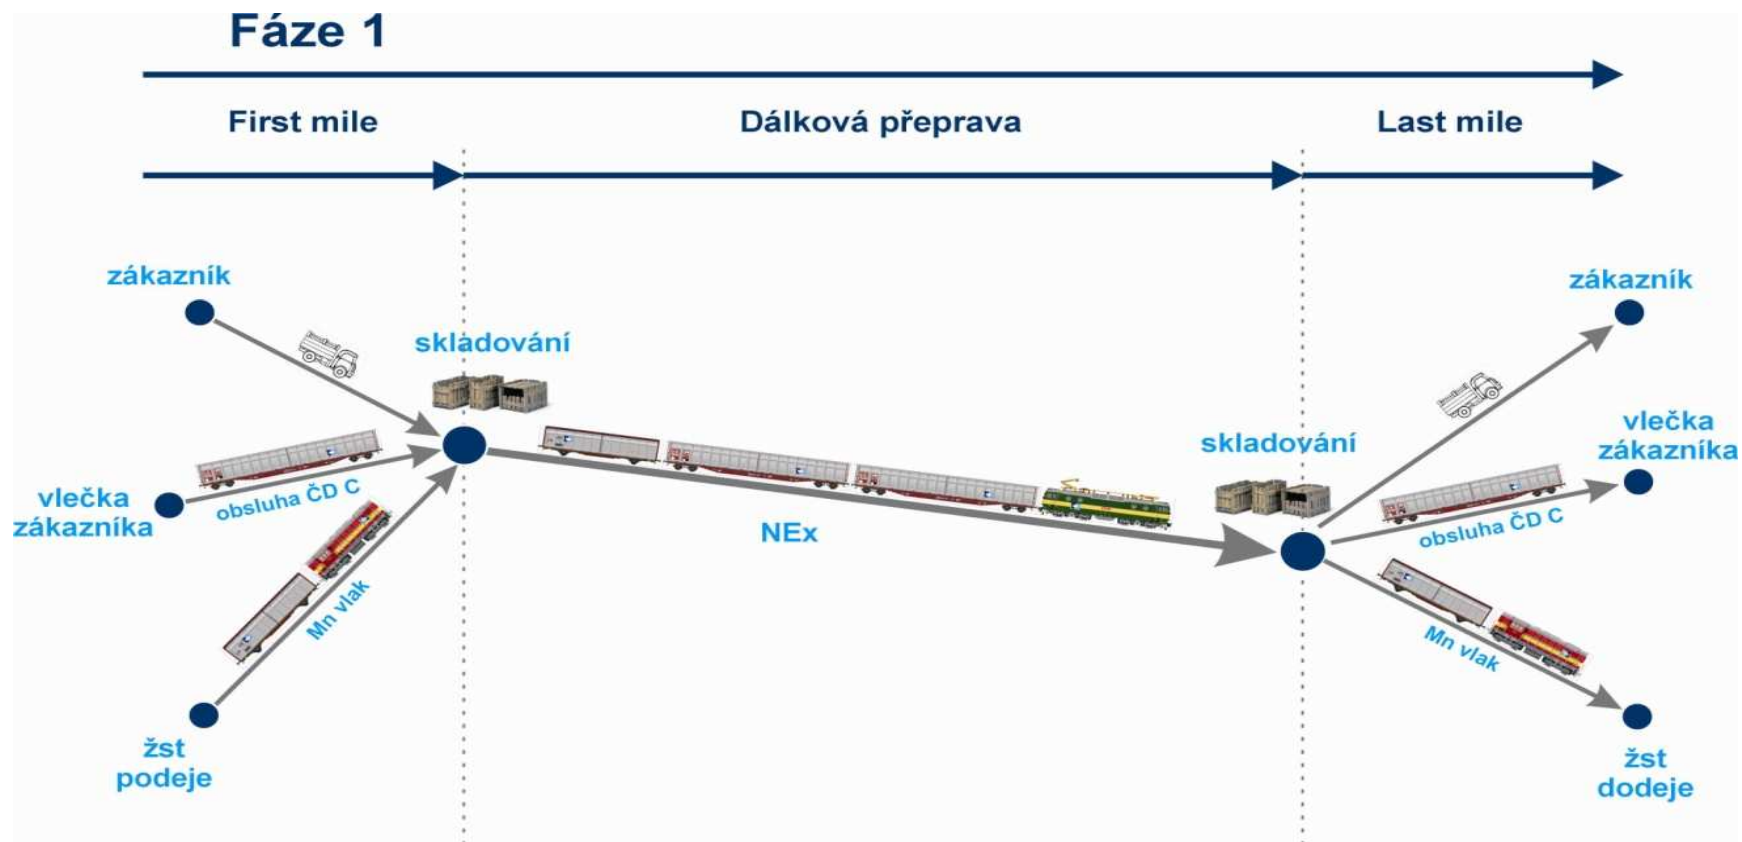 Fáze 1
First mile
Dálková přeprava
Last mile
zákazník
skladování
vlečka
zákazníka
obsluha ČD C
Mn vlak
žst
podeje
NEx
skladování
zákazník
vlečka
zákazníka
obsluha ČD C
Mn vlak
žst
dodeje